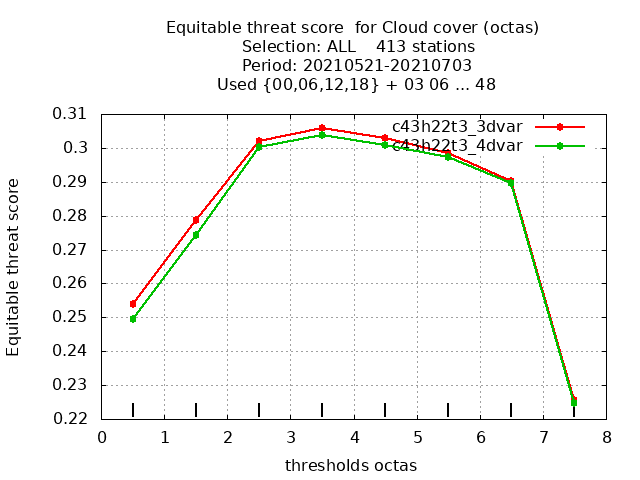 Equitable threat score  for Cloud cover (octas)
Selection: ALL    413 stations
Period: 20210521-20210703
Used {00,06,12,18} + 03 06 ... 48
c43h22t3_3dvar
c43h22t3_4dvar
Equitable threat score
0.31
0.3
0.29
0.28
0.27
0.26
0.25
0.24
0.23
0.22
0 1 2 3 4 5 6 7 8
thresholds octas